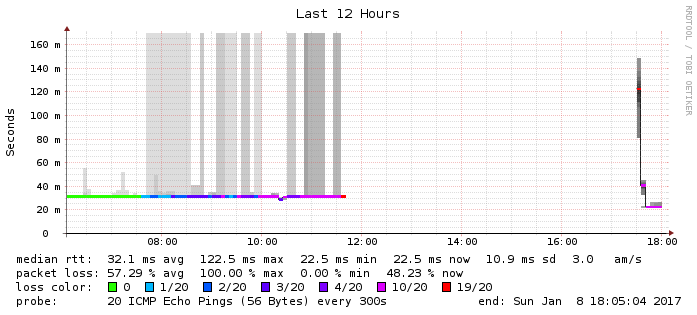 Last 12 Hours
RRDTOOL / TOBI OETIKER
Seconds
160 m
140 m
120 m
100 m
80 m
60 m
40 m
20 m
0
08:00 10:00 12:00 14:00 16:00 18:00
median rtt: 32.1 ms avg 122.5 ms max 22.5 ms min 22.5 ms now 10.9 ms sd 3.0 am/s
packet loss: 57.29 % avg 100.00 % max 0.00 % min 48.23 % now
loss color: 0 1/20 2/20 3/20 4/20 10/20 19/20
probe: 20 ICMP Echo Pings (56 Bytes) every 300s end: Sun Jan 8 18:05:04 2017